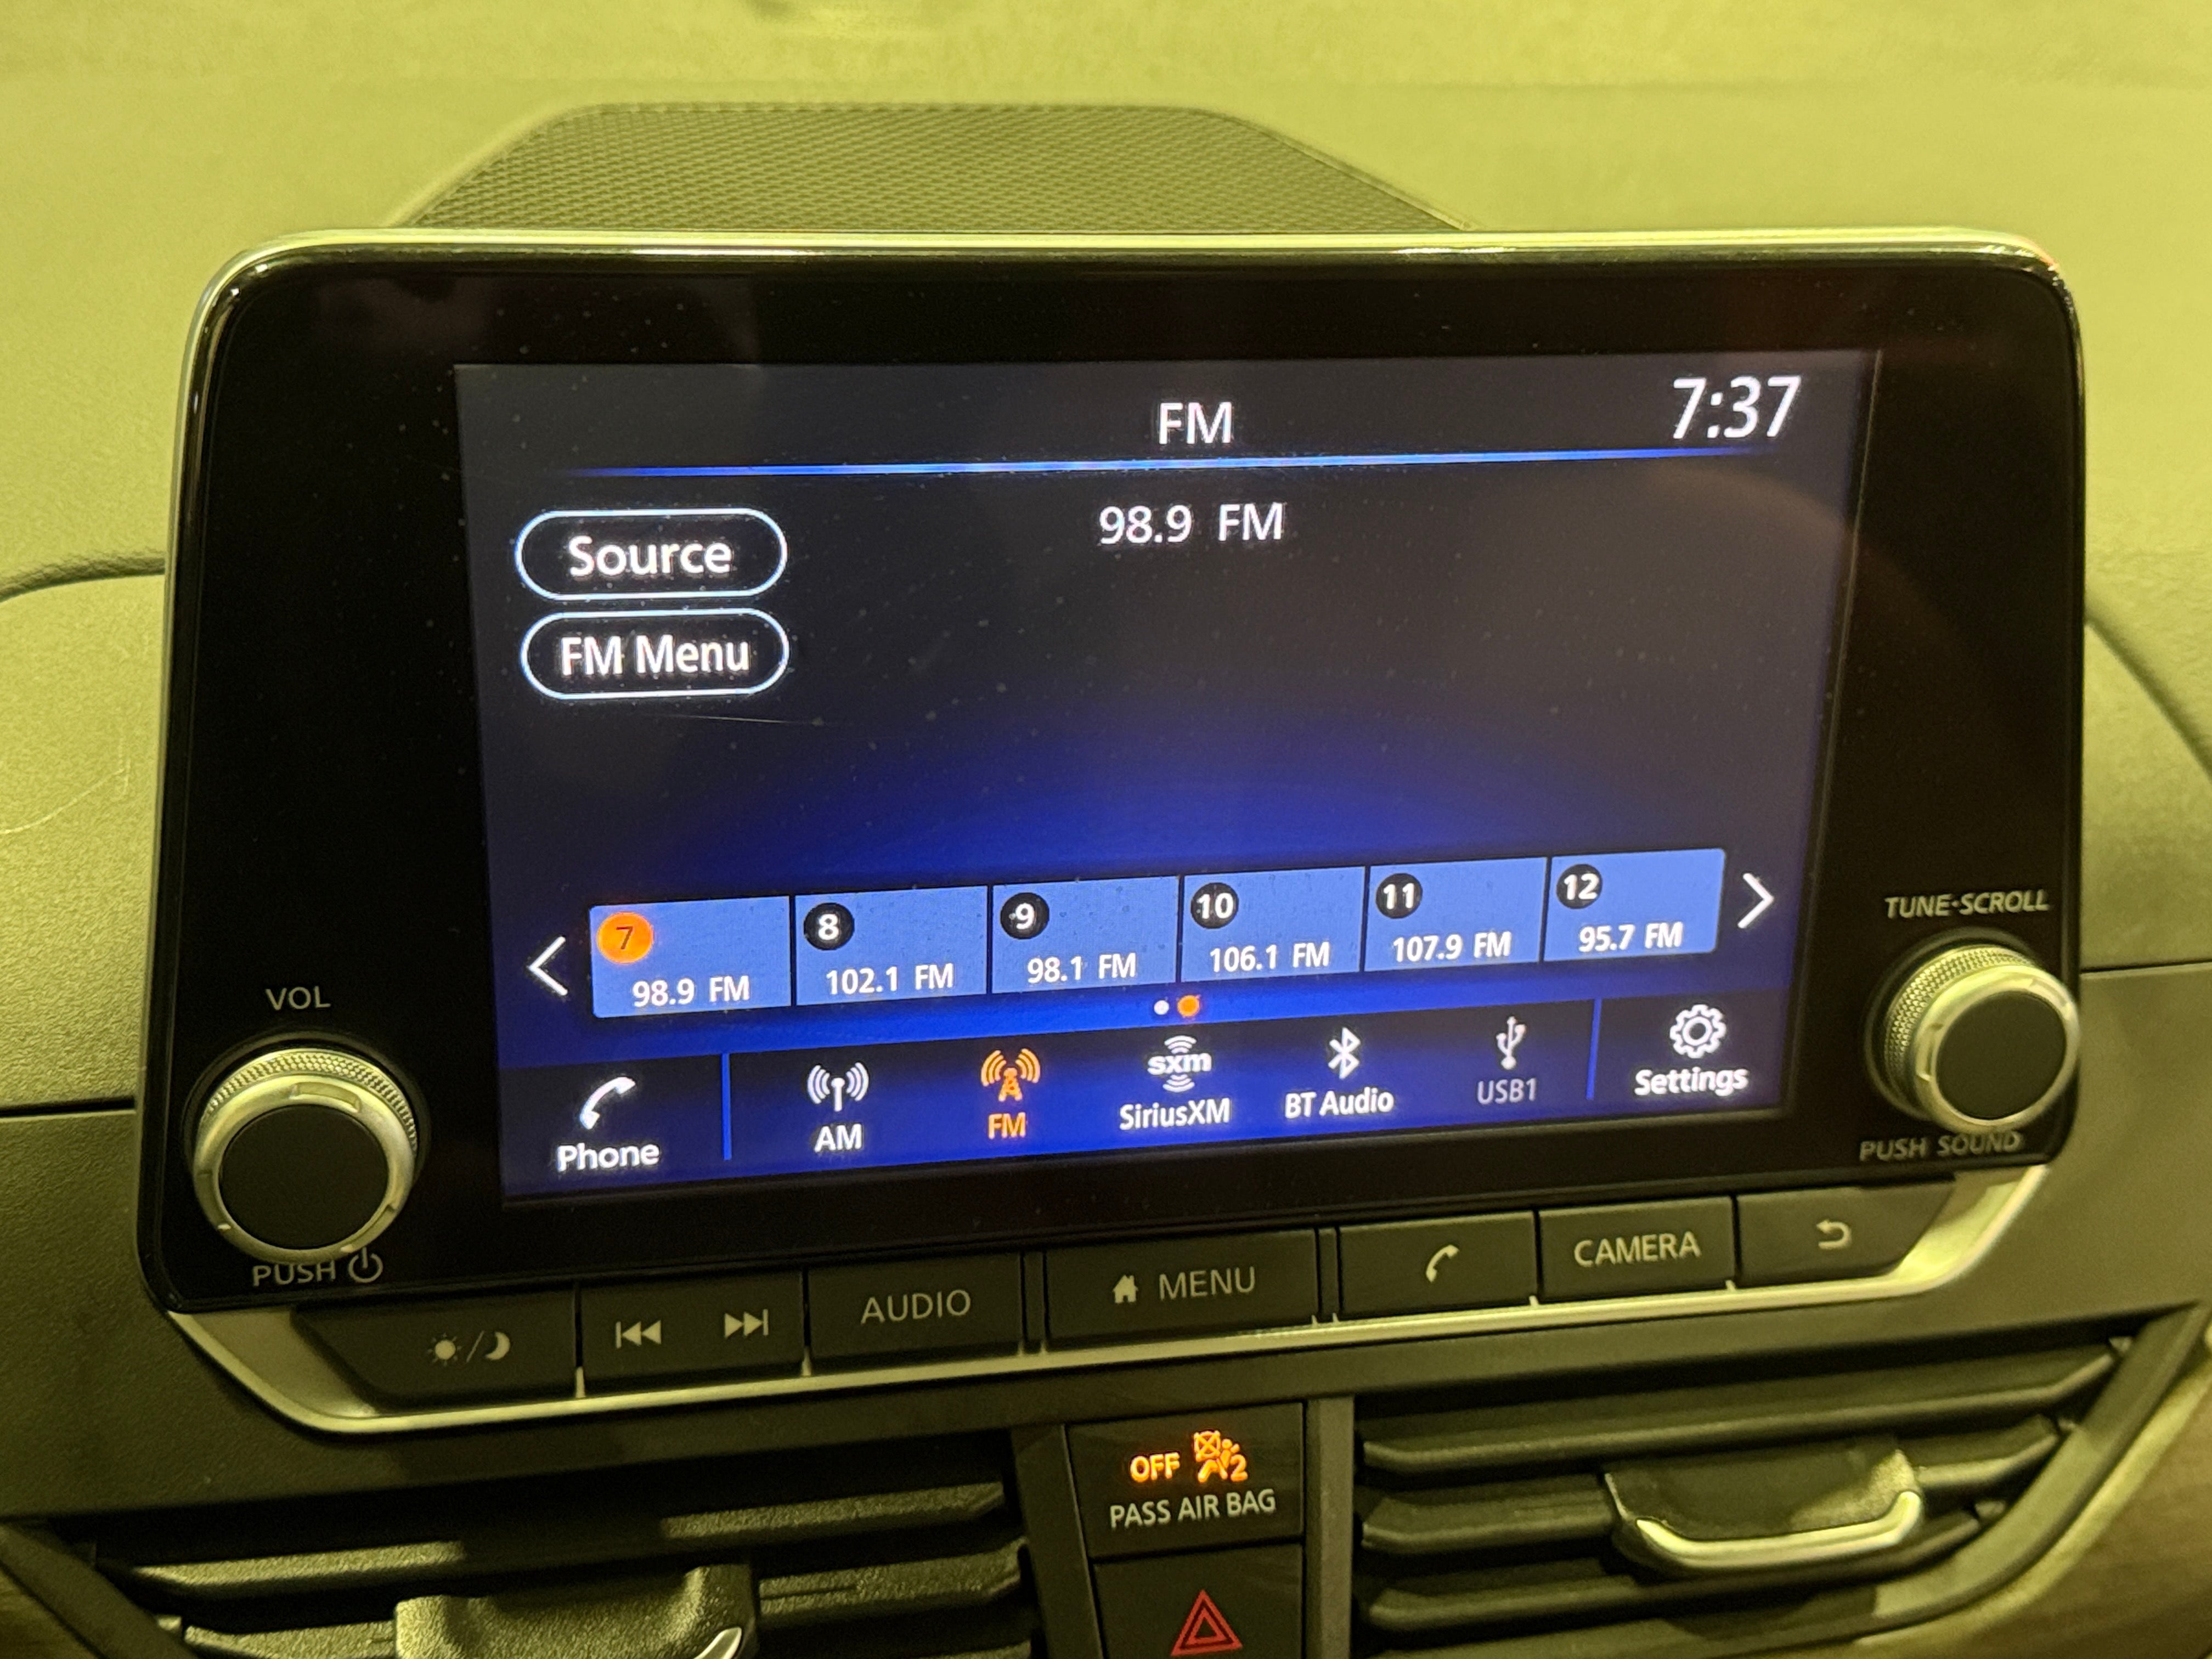 FM
7:37
98.9 FM
Source
FM Menu
7
98.9 FM
8
102.1 FM
9
98.1 FM
10
106.1 FM
11
107.9 FM
12
95.7 FM
Phone
AM
FM
sxm
SiriusXM
BT Audio
USB1
Settings
VOL
PUSH
TUNE•SCROLL
PUSH SOUND
AUDIO
MENU
CAMERA
OFF 2
PASS AIR BAG